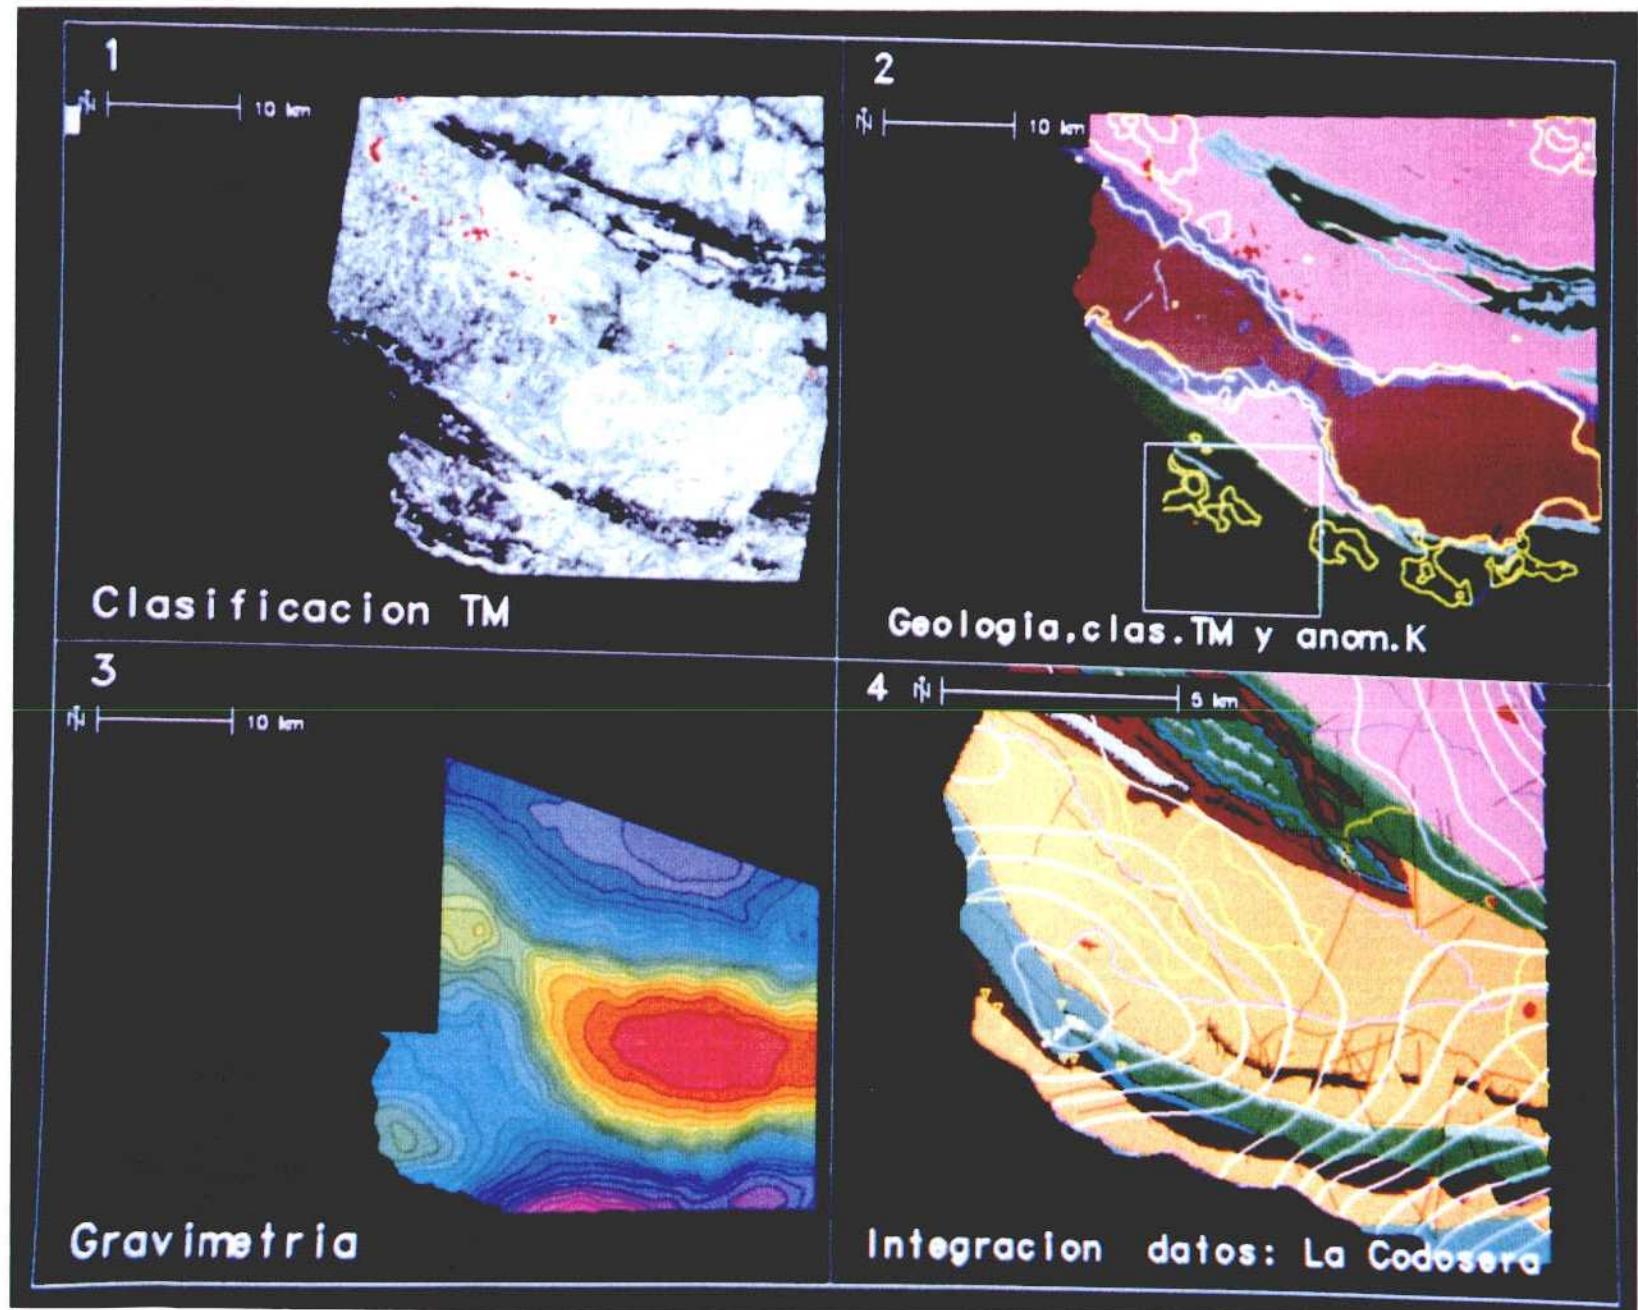 1
N 10 km
Clasificacion TM
2
N 10 km
Geologia,clas.TM y anom.K
3
N 10 km
Gravimetria
4 N 5 km
Integracion datos: La Codosera